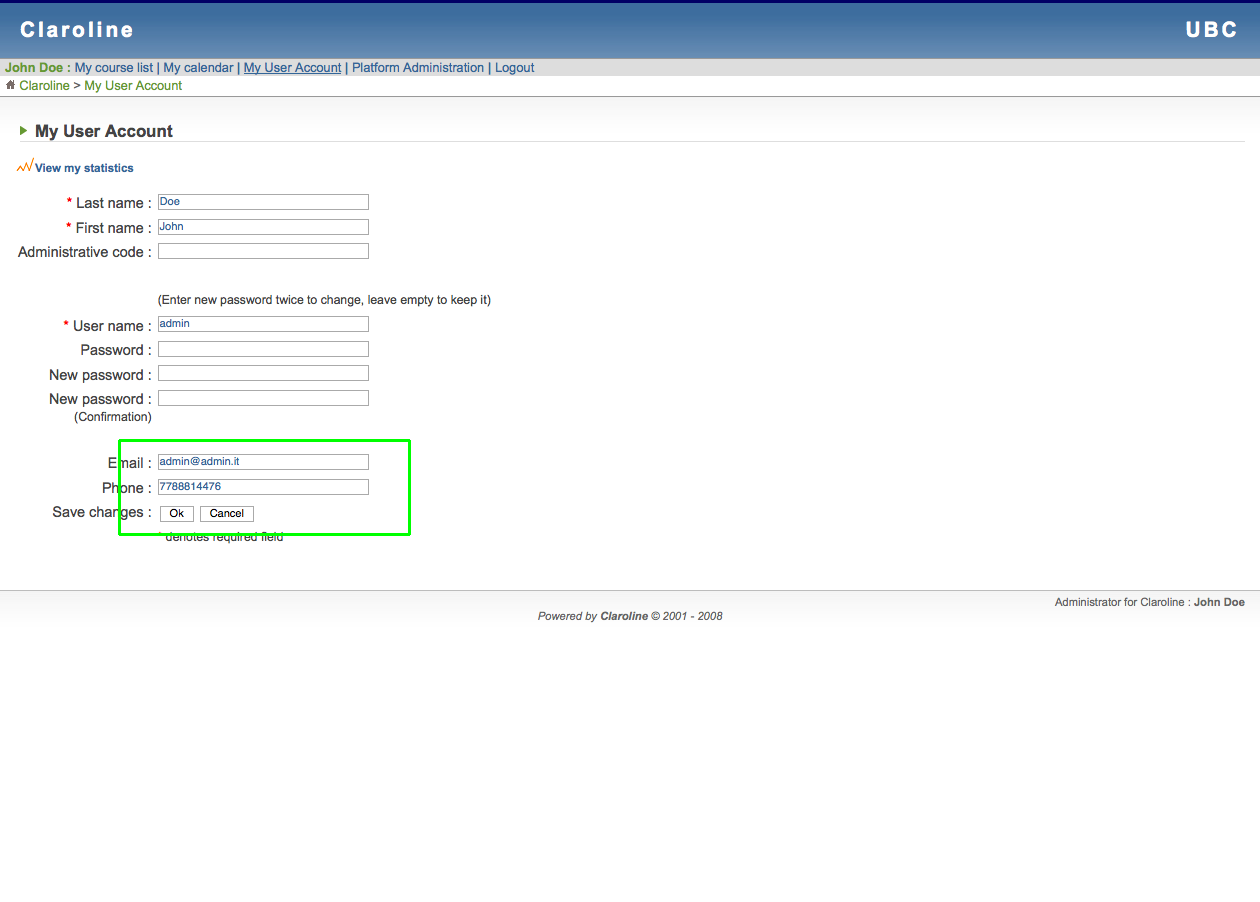 Claroline UBC
John Doe : My course list | My calendar | My User Account | Platform Administration | Logout
Claroline > My User Account
My User Account
View my statistics
* Last name : Doe
* First name : John
Administrative code :
(Enter new password twice to change, leave empty to keep it)
* User name : admin
Password :
New password :
New password :
(Confirmation)
Email : admin@admin.it
Phone : 7788814476
Save changes : Ok Cancel
* denotes required field
Administrator for Claroline : John Doe
Powered by Claroline © 2001 - 2008